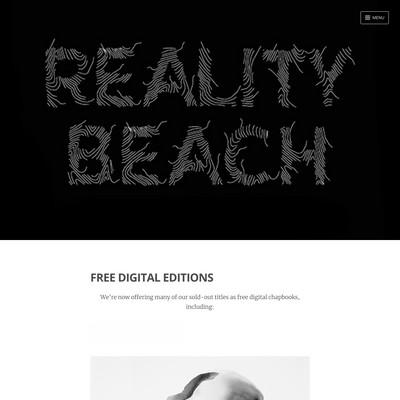 MENU
REALITY
BEACH
FREE DIGITAL EDITIONS
We're now offering many of our sold-out titles as free digital chapbooks,
including: